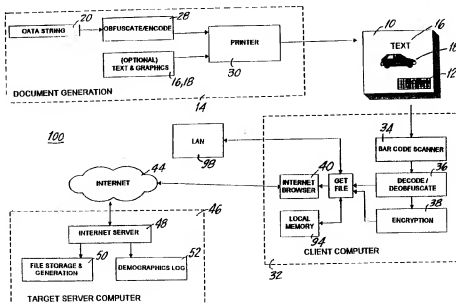 20
DATA STRING
28
OBFUSCATE/ENCODE
(OPTIONAL)
TEXT & GRAPHICS
16,18
PRINTER
30
DOCUMENT GENERATION
14
10
16
TEXT
18
12
100
LAN
98
34
BAR CODE SCANNER
44
INTERNET
40
INTERNET
BROWSER
GET
FILE
36
DECODE /
DEOBFUSCATE
38
ENCRYPTION
LOCAL
MEMORY
94
CLIENT COMPUTER
32
46
48
INTERNET SERVER
50
52
FILE STORAGE &
GENERATION
DEMOGRAPHICS LOG
TARGET SERVER COMPUTER